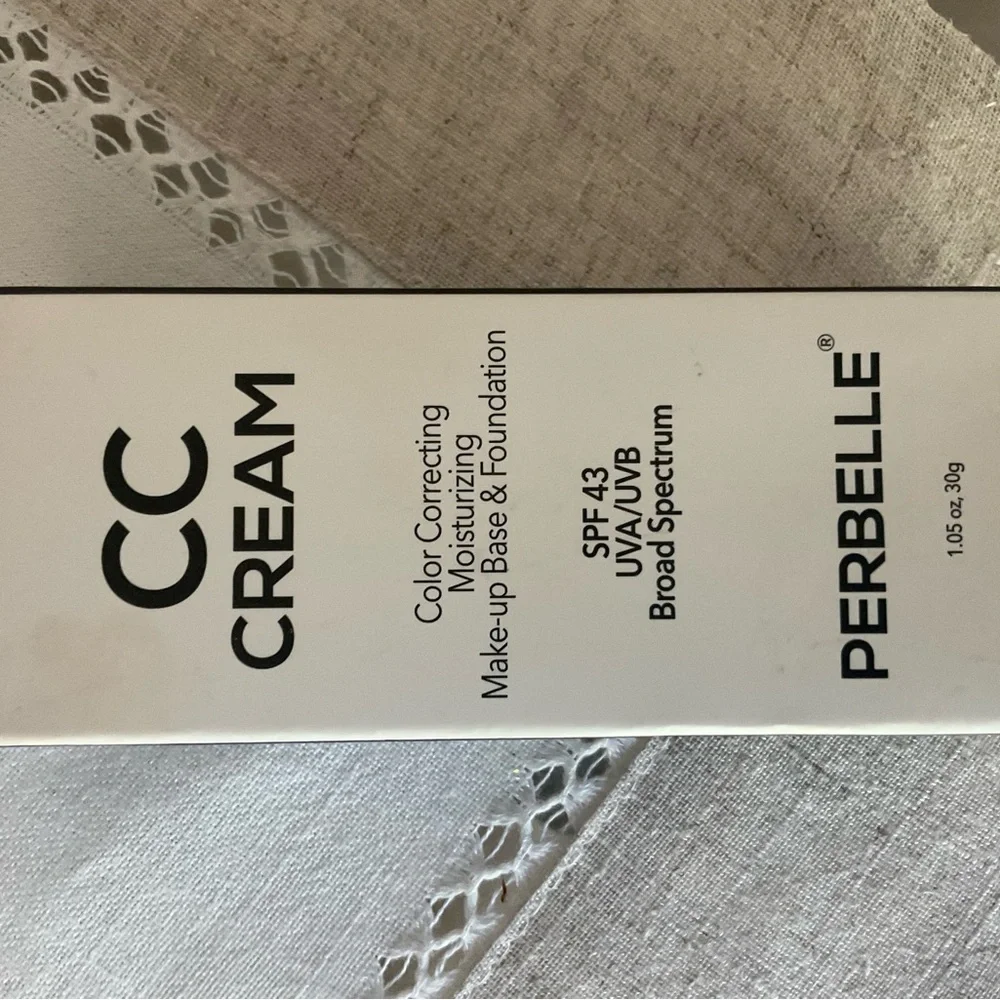 CC
CREAM
Color Correcting
Moisturizing
Make-up Base & Foundation
SPF 43
UVA/UVB
Broad Spectrum
PERBELLE®
1.05 oz, 30g